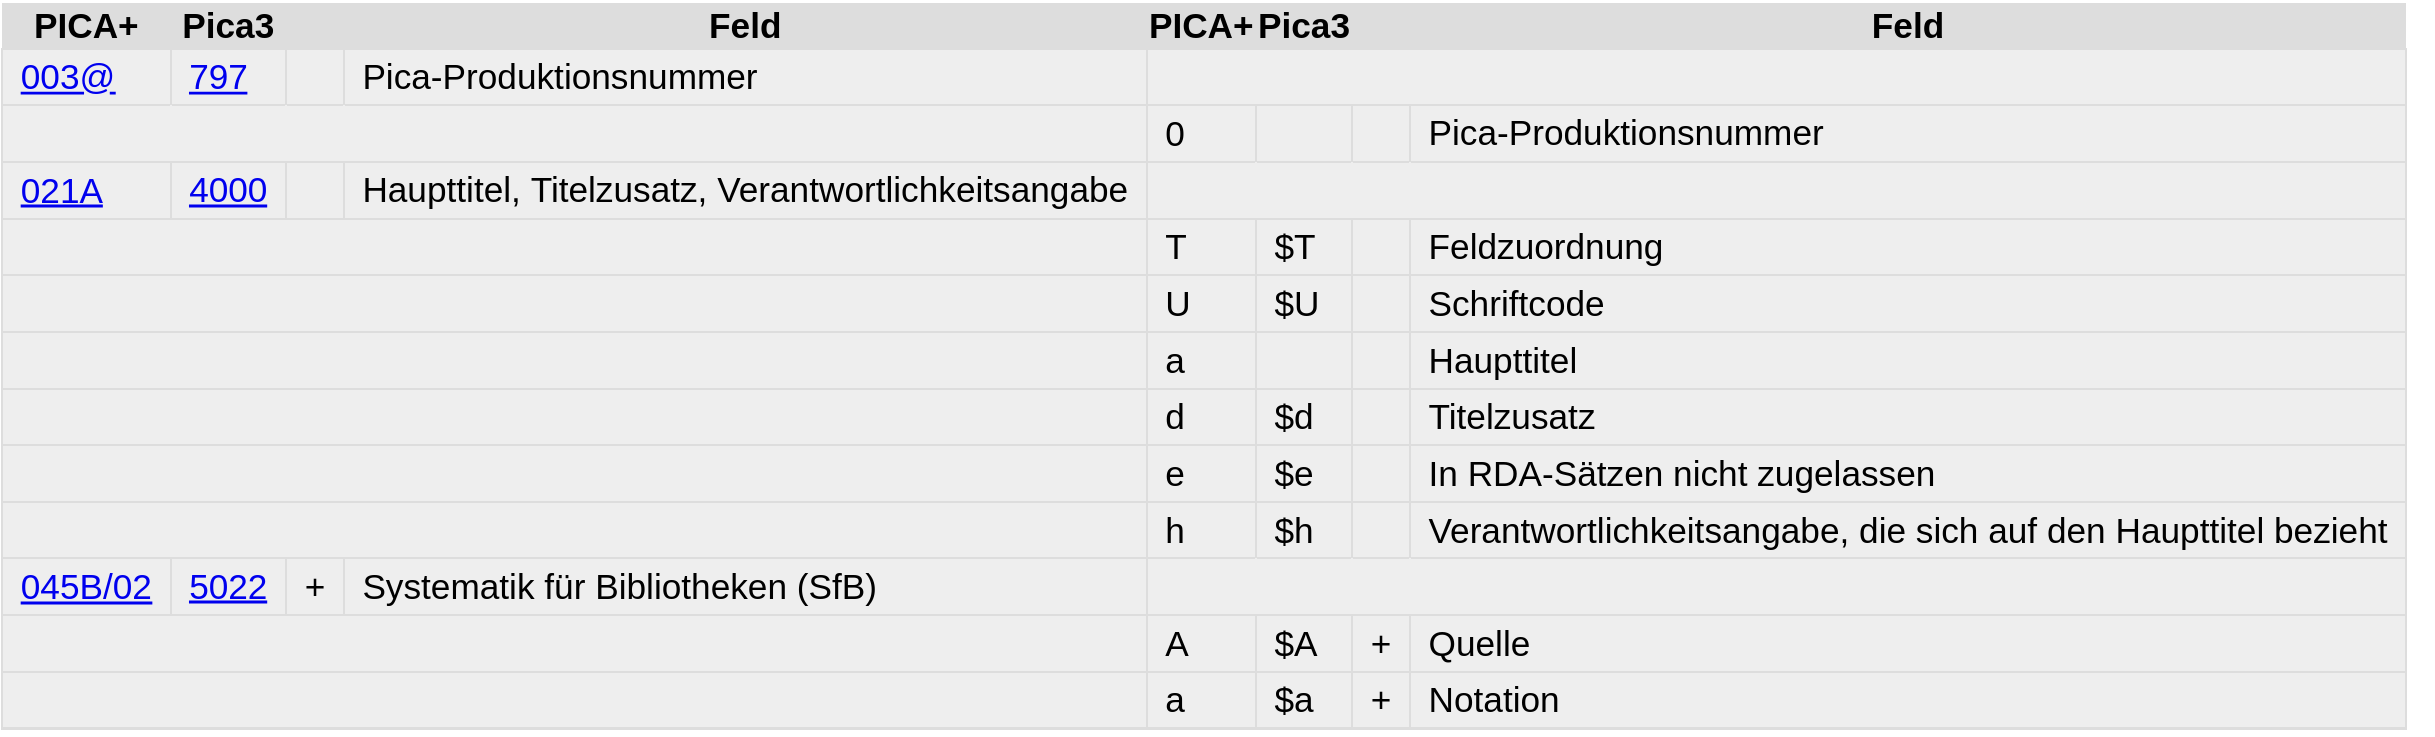 PICA+ Pica3 Feld PICA+ Pica3 Feld
003@ 797 Pica-Produktionsnummer
0 Pica-Produktionsnummer
021A 4000 Haupttitel, Titelzusatz, Verantwortlichkeitsangabe
T $T Feldzuordnung
U $U Schriftcode
a Haupttitel
d $d Titelzusatz
e $e In RDA-Sätzen nicht zugelassen
h $h Verantwortlichkeitsangabe, die sich auf den Haupttitel bezieht
045B/02 5022 + Systematik für Bibliotheken (SfB)
A $A + Quelle
a $a + Notation